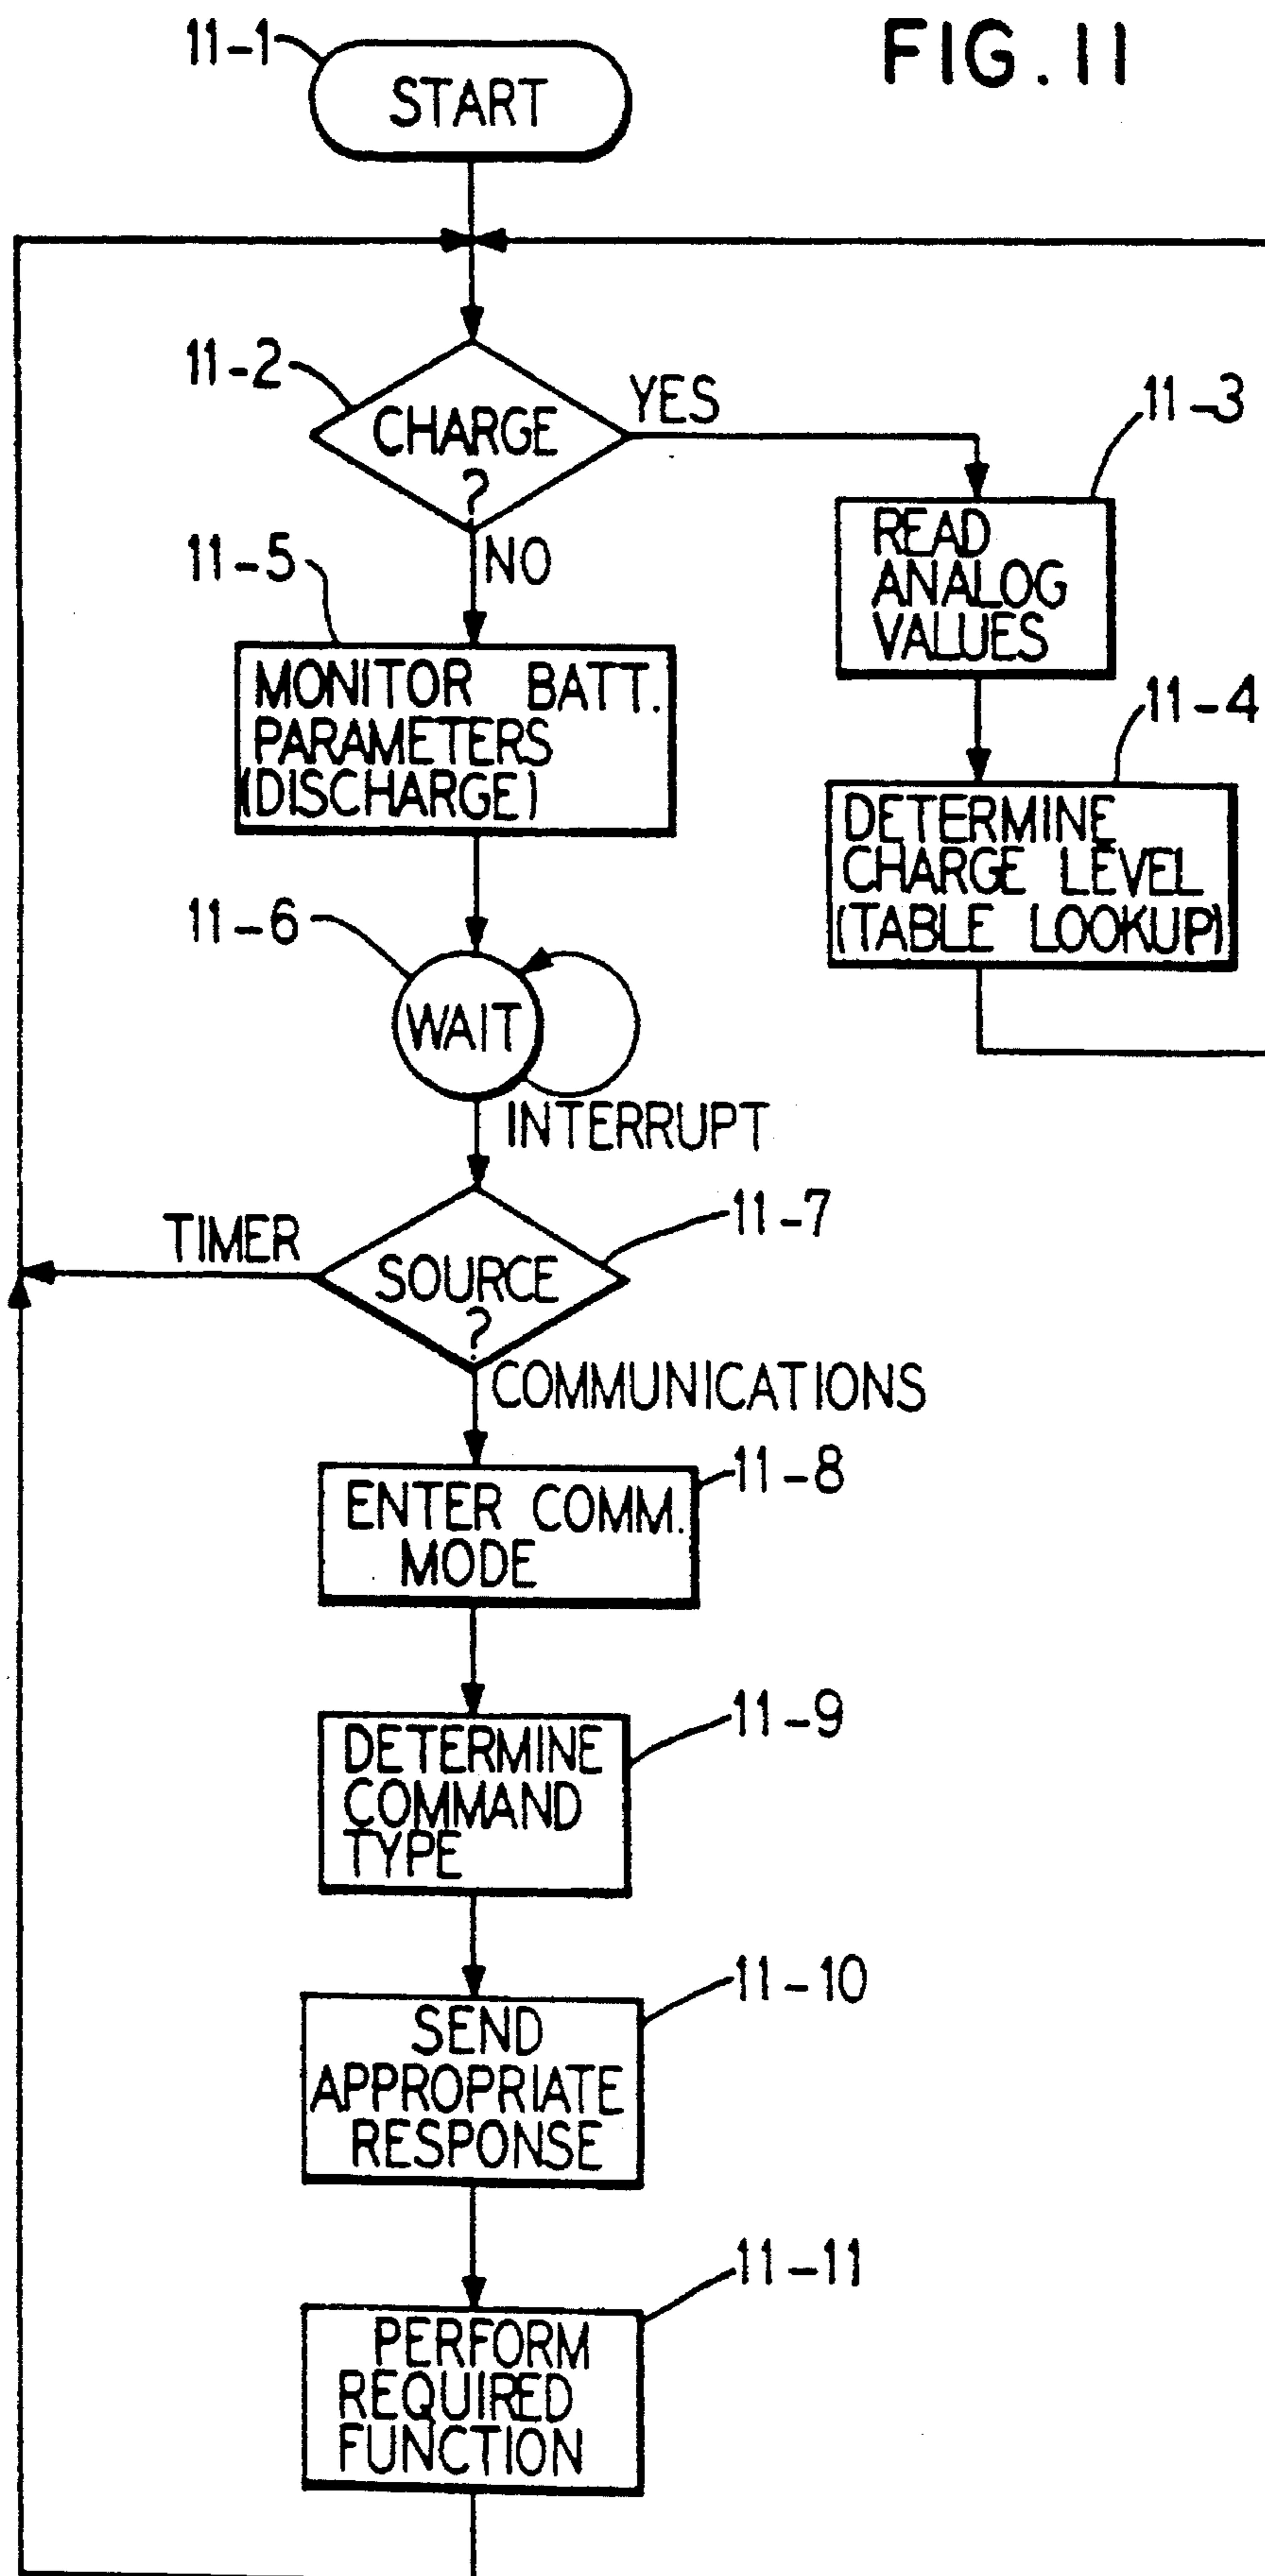 FIG. 11
11-1
START
11-2
CHARGE
?
YES
NO
11-3
READ
ANALOG
VALUES
11-4
DETERMINE
CHARGE LEVEL
(TABLE LOOKUP)
11-5
MONITOR BATT.
PARAMETERS
(DISCHARGE)
11-6
WAIT
INTERRUPT
11-7
SOURCE
?
TIMER
COMMUNICATIONS
11-8
ENTER COMM.
MODE
11-9
DETERMINE
COMMAND
TYPE
11-10
SEND
APPROPRIATE
RESPONSE
11-11
PERFORM
REQUIRED
FUNCTION